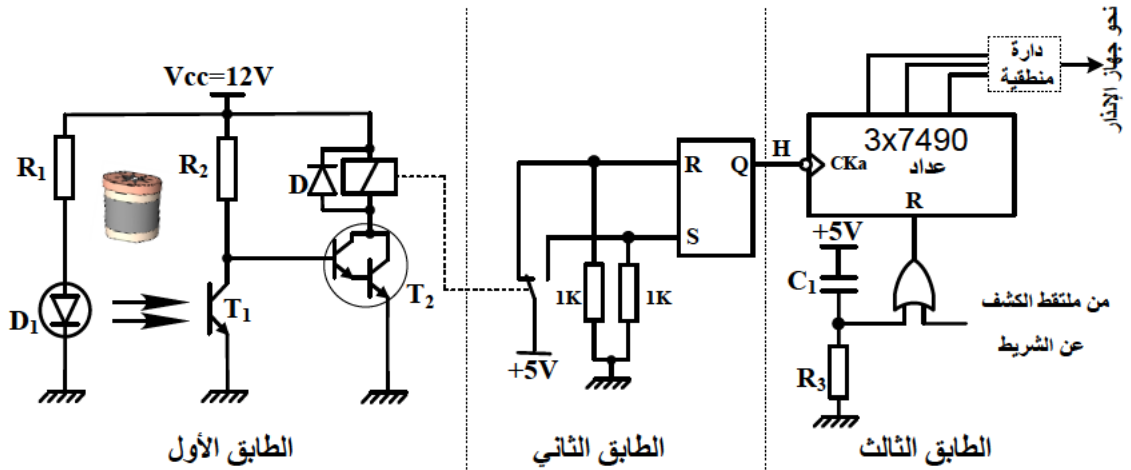 Vcc=12V
R1
R2
D
D1
T1
T2
الطابق الأول
R
Q
S
1K
1K
+5V
الطابق الثاني
H
CKa
3x7490
عداد
R
دارة
منطقية
نحو جهاز الإنذار
+5V
C1
R3
من ملتقط الكشف
عن الشريط
الطابق الثالث